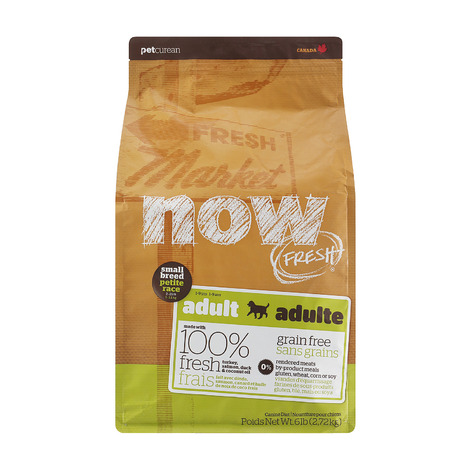 petcurean
CANADA
FRESH
Market
now
FRESH
small
breed
petite
race
adult adulte
made with
100%
fresh
frais
turkey,
salmon, duck
& coconut oil
grain free
sans grains
0%
rendered meats
by-product meals
gluten, wheat, corn or soy
Poids Net Wt. 6lb (2,72kg)